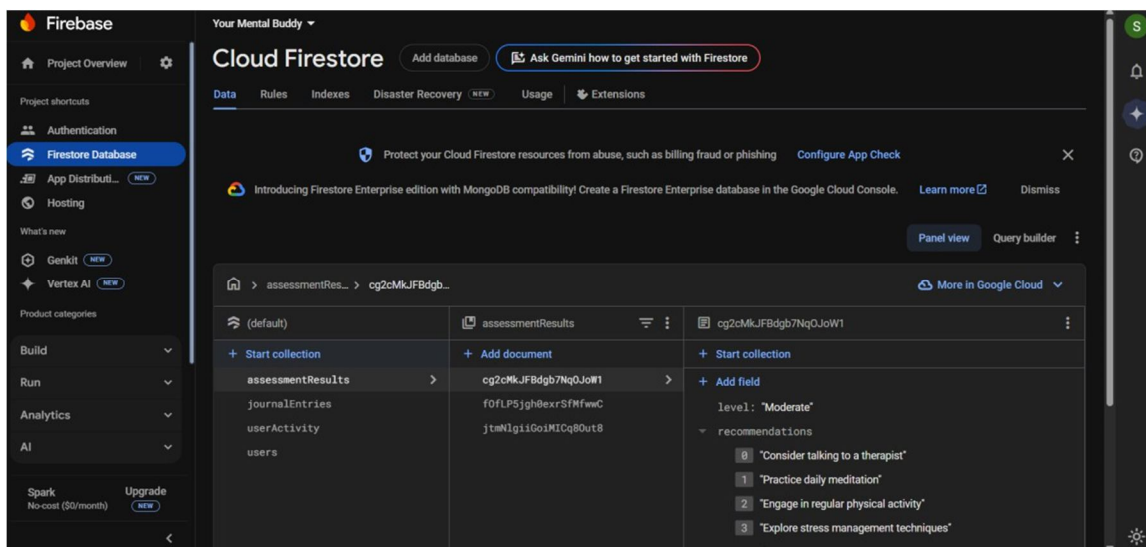 Firebase
Project Overview
Project shortcuts
Authentication
Firestore Database
App Distributi... NEW
Hosting
What's new
Genkit NEW
Vertex AI NEW
Product categories
Build
Run
Analytics
AI
Spark
No-cost ($0/month)
Upgrade
NEW
Your Mental Buddy
Cloud Firestore Add database Ask Gemini how to get started with Firestore
Data Rules Indexes Disaster Recovery NEW Usage Extensions
Protect your Cloud Firestore resources from abuse, such as billing fraud or phishing Configure App Check
Introducing Firestore Enterprise edition with MongoDB compatibility! Create a Firestore Enterprise database in the Google Cloud Console. Learn more Dismiss
Panel view Query builder
> assessmentRes... > cg2cMkJFBdgb... More in Google Cloud
(default)
+ Start collection
assessmentResults
journalEntries
userActivity
users
assessmentResults
+ Add document
cg2cMkJFBdgb7NqOJoW1
fOfLP5jgh0exrSfMfwwC
jtmNlgiiGoiMICq8Out8
cg2cMkJFBdgb7NqOJoW1
+ Start collection
+ Add field
level: "Moderate"
recommendations
0 "Consider talking to a therapist"
1 "Practice daily meditation"
2 "Engage in regular physical activity"
3 "Explore stress management techniques"
S